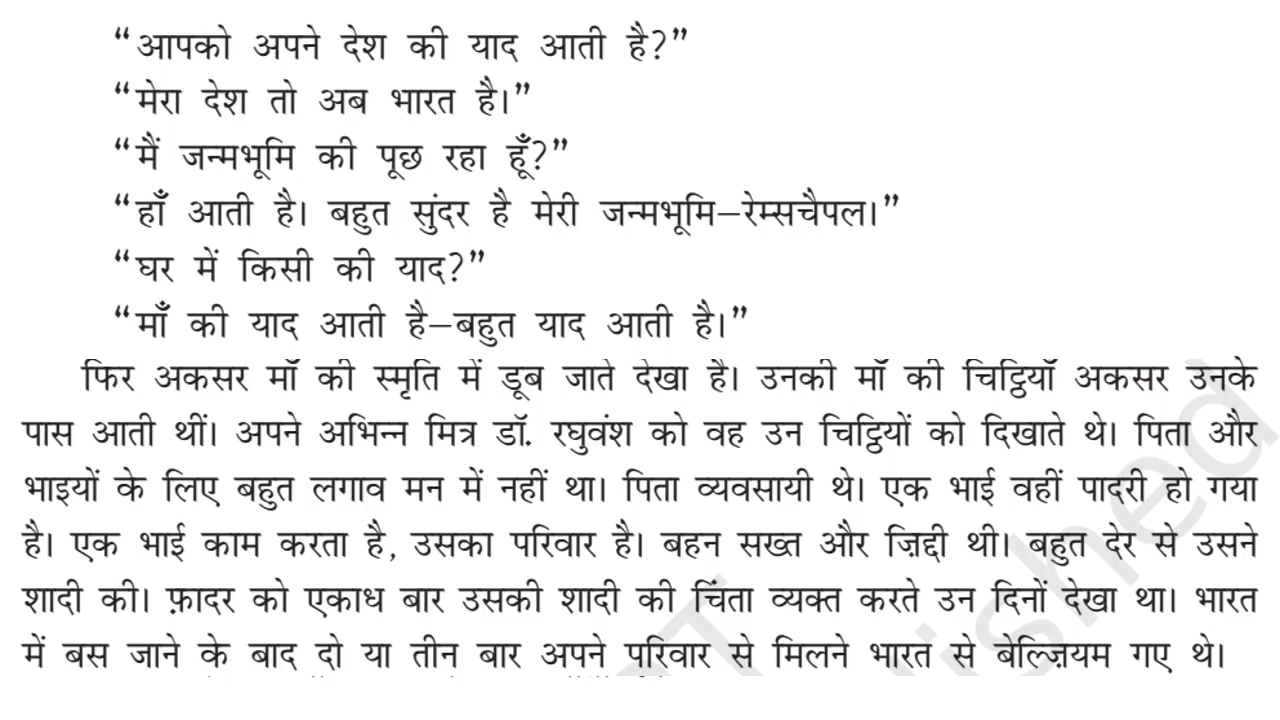 “आपको अपने देश की याद आती है?”
“मेरा देश तो अब भारत है।”
“मैं जन्मभूमि की पूछ रहा हूँ?”
“हाँ आती है। बहुत सुंदर है मेरी जन्मभूमि—रेम्सचैपल।”
“घर में किसी की याद?”
“माँ की याद आती है—बहुत याद आती है।”
फिर अकसर माँ की स्मृति में डूब जाते देखा है। उनकी माँ की चिट्ठियाँ अकसर उनके
पास आती थीं। अपने अभिन्न मित्र डॉ. रघुवंश को वह उन चिट्ठियों को दिखाते थे। पिता और
भाइयों के लिए बहुत लगाव मन में नहीं था। पिता व्यवसायी थे। एक भाई वहीं पादरी हो गया
है। एक भाई काम करता है, उसका परिवार है। बहन सख्त और ज़िद्दी थी। बहुत देर से उसने
शादी की। फ़ादर को एकाध बार उसकी शादी की चिंता व्यक्त करते उन दिनों देखा था। भारत
में बस जाने के बाद दो या तीन बार अपने परिवार से मिलने भारत से बेल्ज़ियम गए थे।